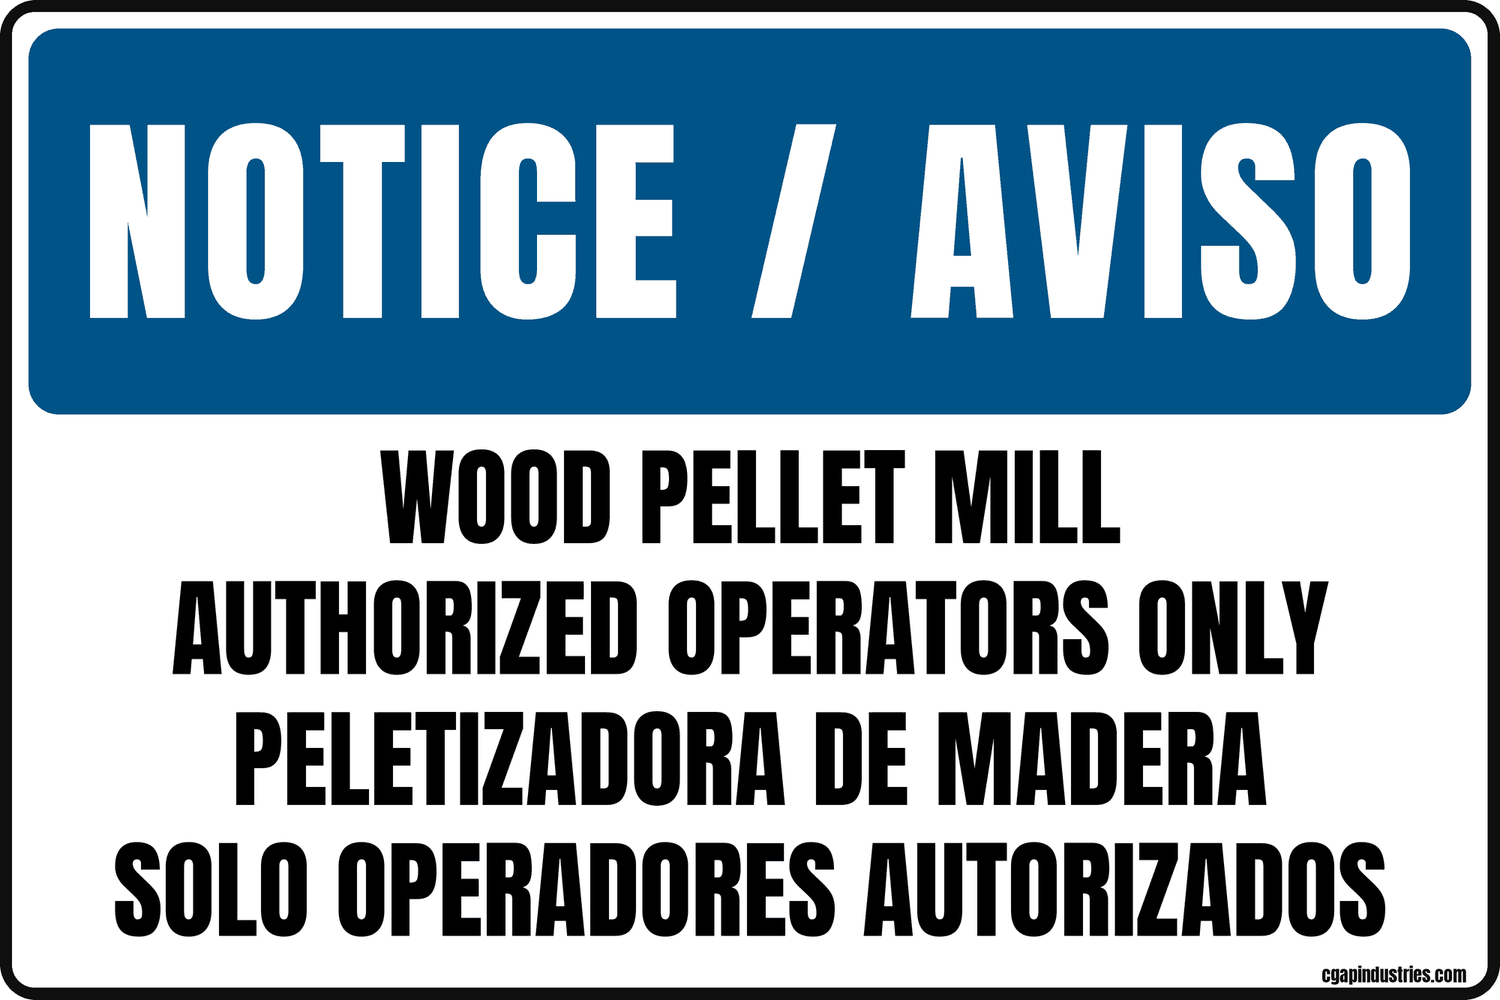 NOTICE / AVISO
WOOD PELLET MILL
AUTHORIZED OPERATORS ONLY
PELETIZADORA DE MADERA
SOLO OPERADORES AUTORIZADOS
cgapindustries.com